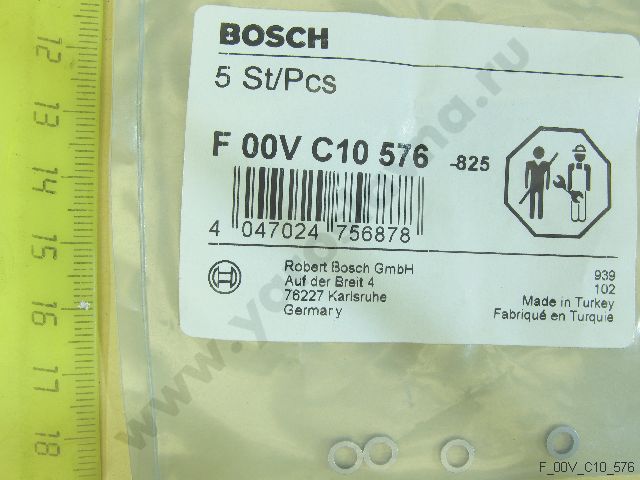 BOSCH
5 St/Pcs
F 00V C10 576 -825
4 047024 756878
Robert Bosch GmbH
Auf der Breit 4
76227 Karlsruhe
Germany
939
102
Made in Turkey
Fabriqué en Turquie
12
13
14
15
16
17
18
F_00V_C10_576